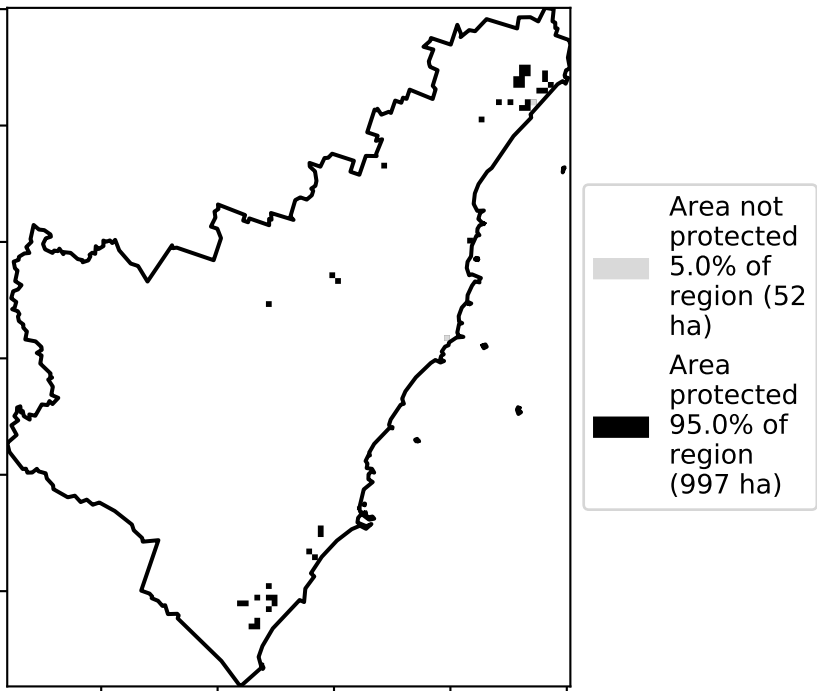 Area not
protected
5.0% of
region (52
ha)
Area
protected
95.0% of
region
(997 ha)